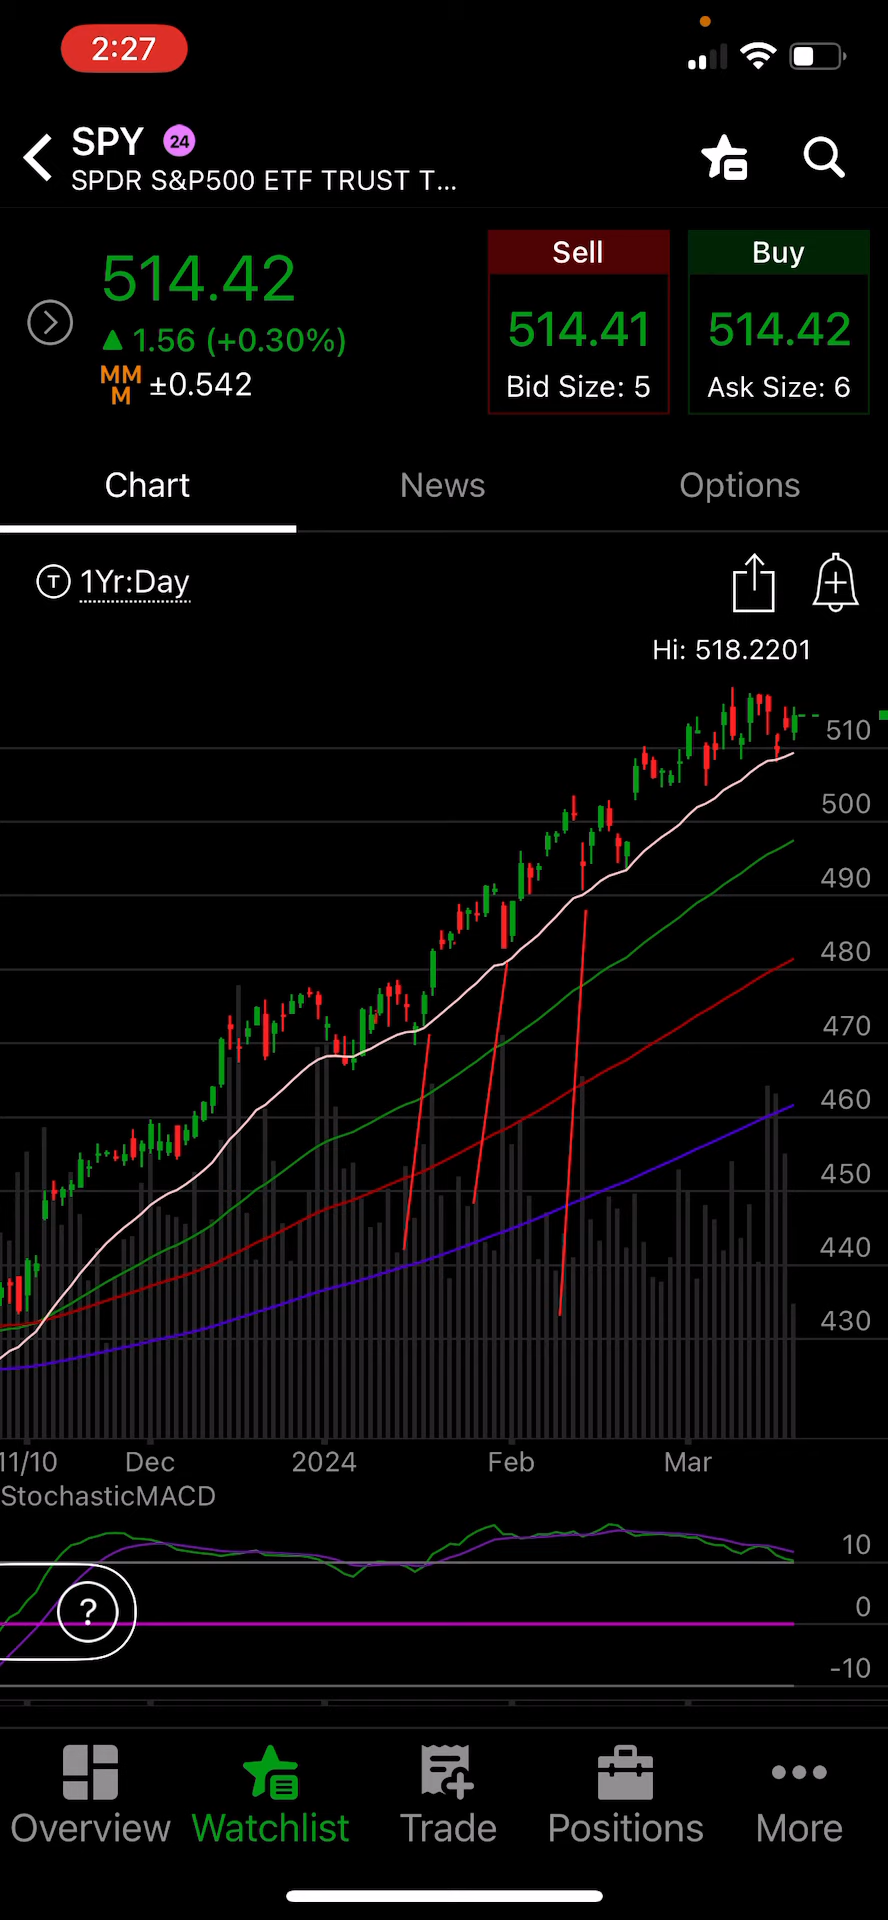 2:27
SPY 24
SPDR S&P500 ETF TRUST T...
514.42
1.56 (+0.30%)
MM
M ±0.542
Sell
514.41
Bid Size: 5
Buy
514.42
Ask Size: 6
Chart News Options
T 1Yr:Day
Hi: 518.2201
510
500
490
480
470
460
450
440
430
11/10 Dec 2024 Feb Mar
StochasticMACD
10
0
-10
?
Overview Watchlist Trade Positions More